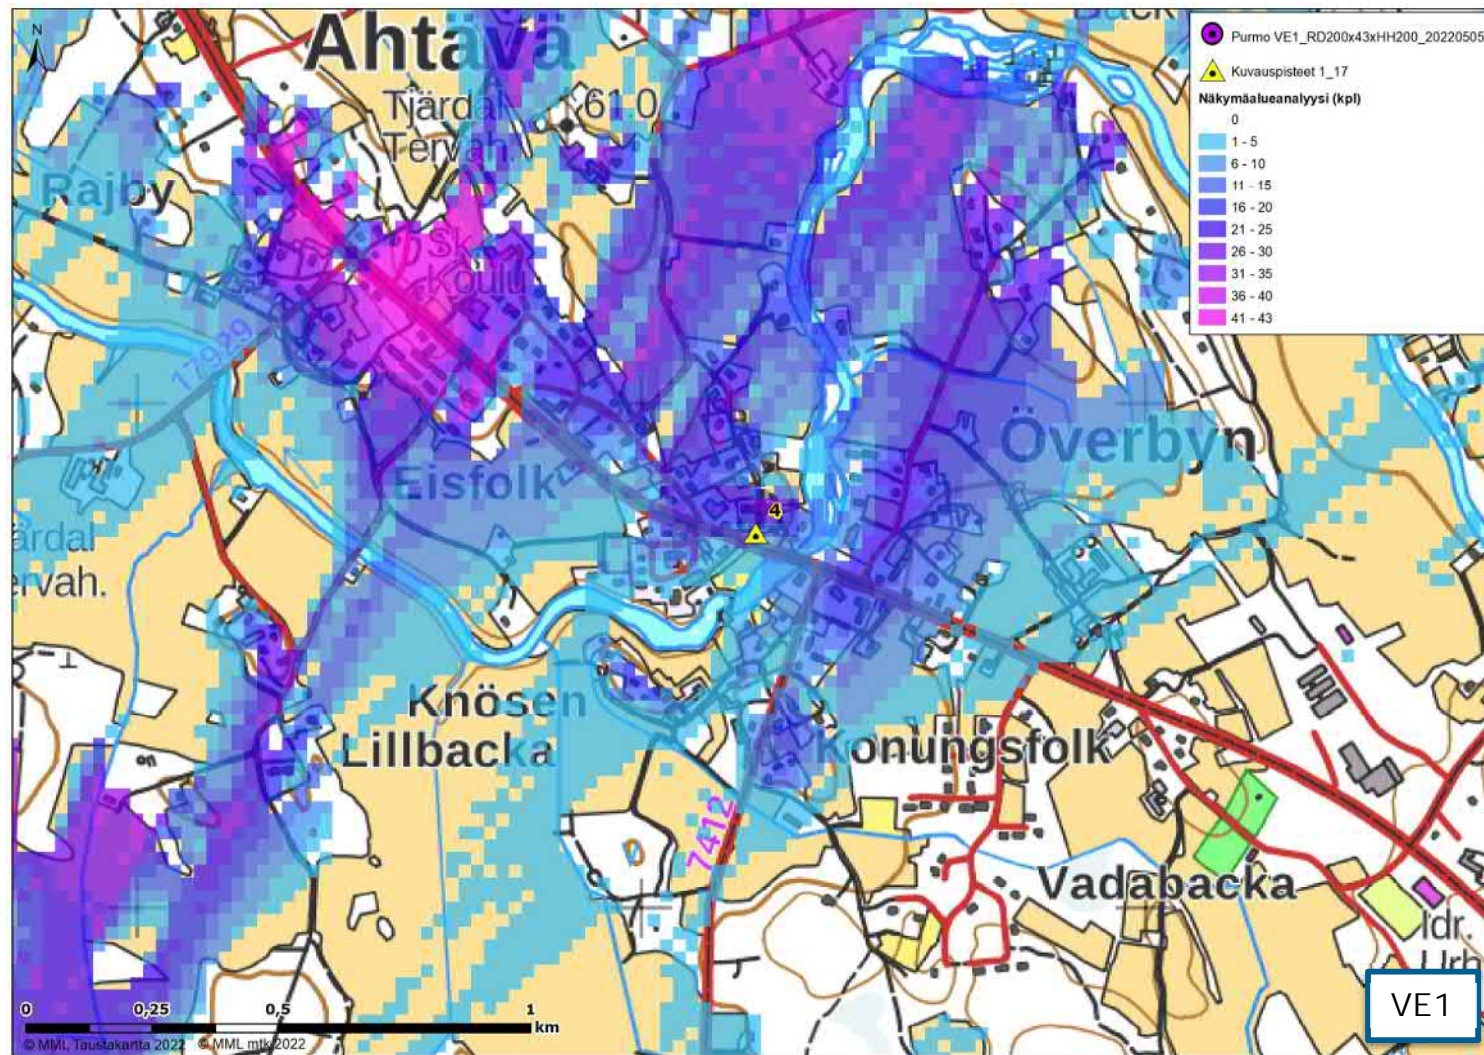 N
Ahtävä
Tjärdal
Tervah.
61.0
Rajby
Sk.
Koulu
17929
Eisfolk
Överbyn
4
Knösen
Lillbacka
Konungsfolk
7412
Vadabacka
Idr.
Urh
Purmo VE1_RD200x43xHH200_20220505
Kuvauspisteet 1_17
Näkymäalueanalyysi (kpl)
0
1 - 5
6 - 10
11 - 15
16 - 20
21 - 25
26 - 30
31 - 35
36 - 40
41 - 43
0
0,25
0,5
1
km
© MML Taustakartta 2022 © MML mtk 2022
VE1